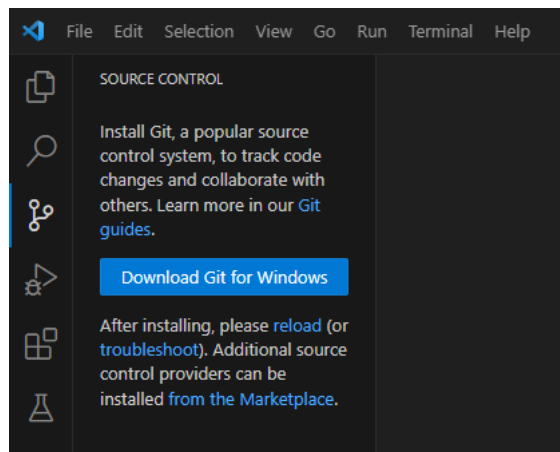 File Edit Selection View Go Run Terminal Help
SOURCE CONTROL
Install Git, a popular source
control system, to track code
changes and collaborate with
others. Learn more in our Git
guides.
Download Git for Windows
After installing, please reload (or
troubleshoot). Additional source
control providers can be
installed from the Marketplace.